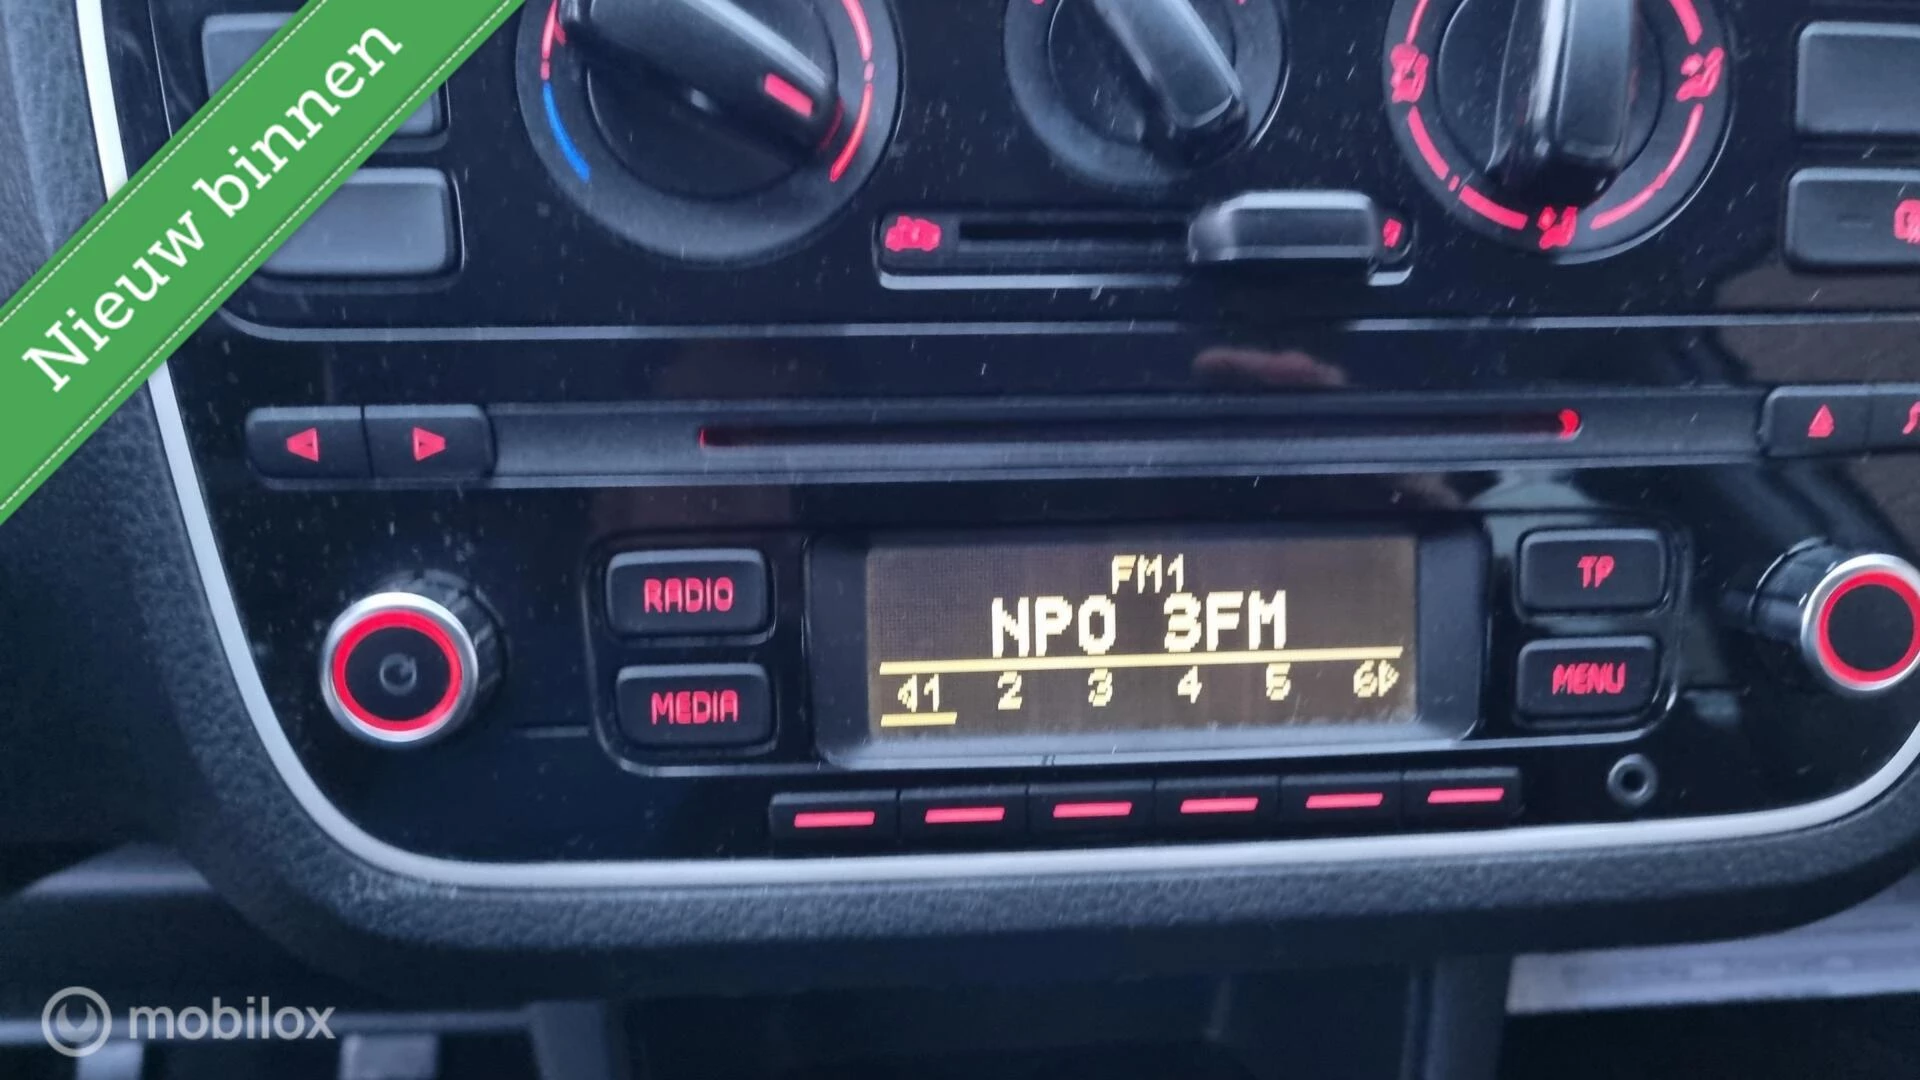 Nieuw binnen
RADIO
MEDIA
FM1
NPO 3FM
1 2 3 4 5 6
TP
MENU
mobilox